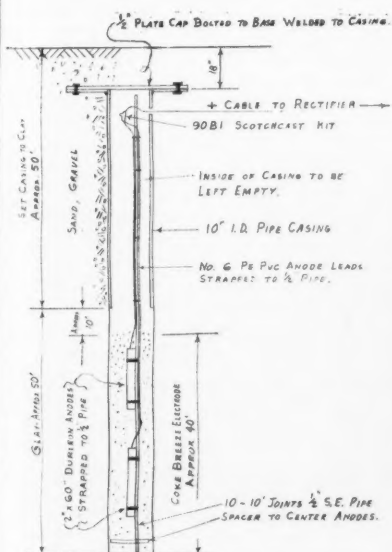 ½" PLATE CAP BOLTED TO BASE WELDED TO CASING.
18"
+ CABLE TO RECTIFIER
90B1 SCOTCHCAST KIT
SET CASING TO CLAY
APPROX 50'
SAND, GRAVEL
INSIDE OF CASING TO BE
LEFT EMPTY.
10" I.D. PIPE CASING
NO. 6 PE PVC ANODE LEADS
STRAPPED TO ½ PIPE.
APPROX
10'
CLAY APPROX 50'
2" X 60" DURIRON ANODES
STRAPPED TO ½ PIPE
COKE BREEZE ELECTRODE
APPROX 40'
10-10' JOINTS ½" S.E. PIPE
SPACER TO CENTER ANODES.